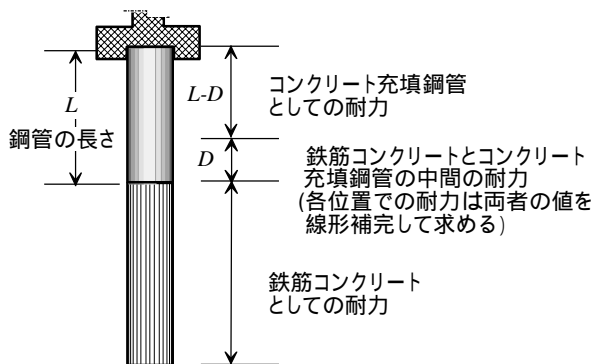 L
鋼管の長さ
L-D
D
コンクリート充填鋼管
としての耐力
鉄筋コンクリートとコンクリート
充填鋼管の中間の耐力
(各位置での耐力は両者の値を
線形補完して求める)
鉄筋コンクリート
としての耐力